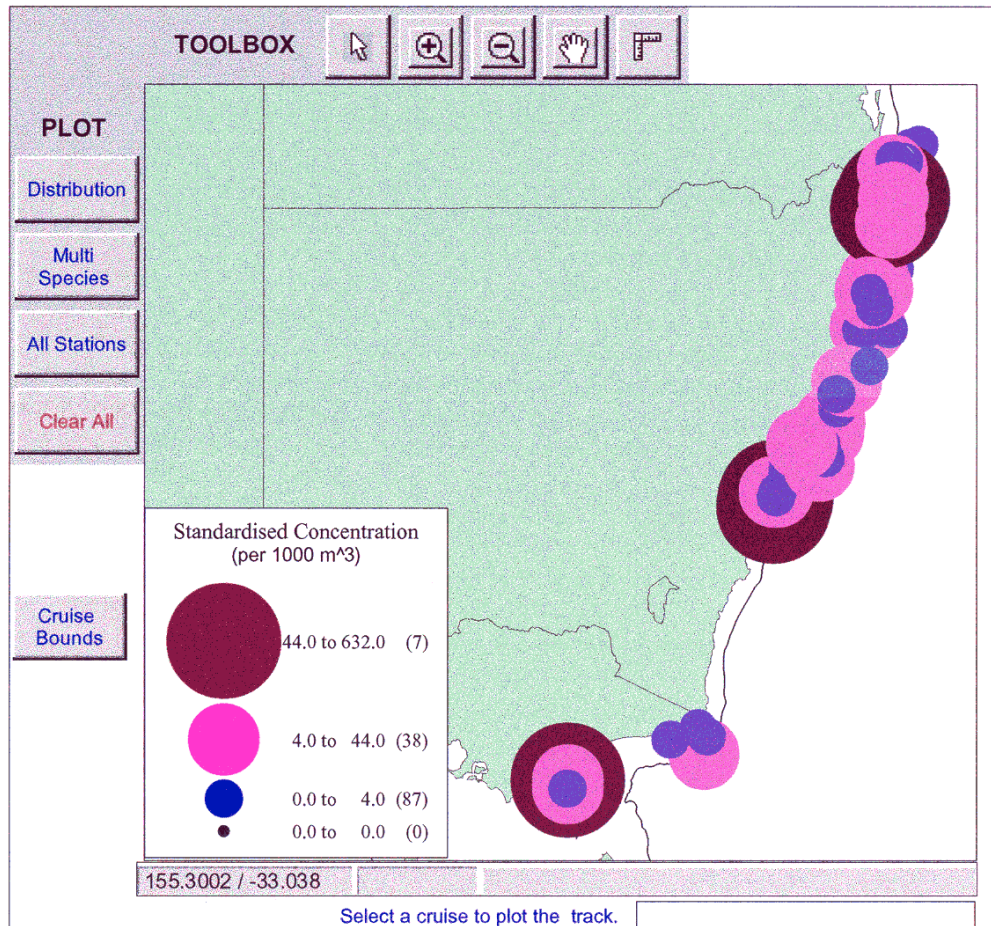 TOOLBOX
PLOT
Distribution
Multi
Species
All Stations
Clear All
Cruise
Bounds
Standardised Concentration
(per 1000 m^3)
44.0 to 632.0 (7)
4.0 to 44.0 (38)
0.0 to 4.0 (87)
0.0 to 0.0 (0)
155.3002 / -33.038
Select a cruise to plot the track.